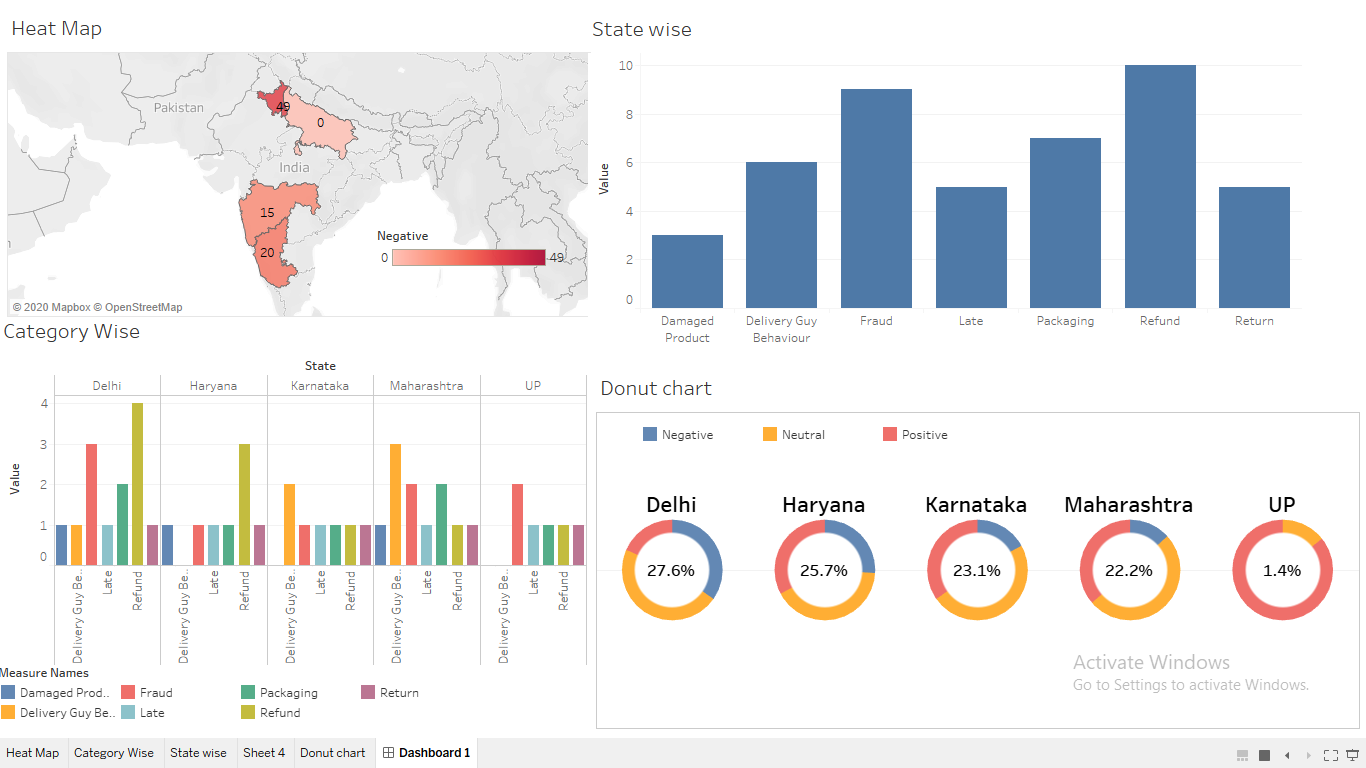 Heat Map
Pakistan
49
0
India
15
20
Negative
0
49
© 2020 Mapbox © OpenStreetMap
State wise
10
8
6
4
2
0
Value
Damaged Product
Delivery Guy Behaviour
Fraud
Late
Packaging
Refund
Return
Category Wise
State
Delhi Haryana Karnataka Maharashtra UP
4
3
2
1
0
Value
Delivery Guy Be..
Late
Refund
Delivery Guy Be..
Late
Refund
Delivery Guy Be..
Late
Refund
Delivery Guy Be..
Late
Refund
Delivery Guy Be..
Late
Refund
Measure Names
Damaged Prod.. Fraud Packaging Return
Delivery Guy Be.. Late Refund
Donut chart
Negative Neutral Positive
Delhi Haryana Karnataka Maharashtra UP
27.6% 25.7% 23.1% 22.2% 1.4%
Activate Windows
Go to Settings to activate Windows.
Heat Map Category Wise State wise Sheet 4 Donut chart Dashboard 1